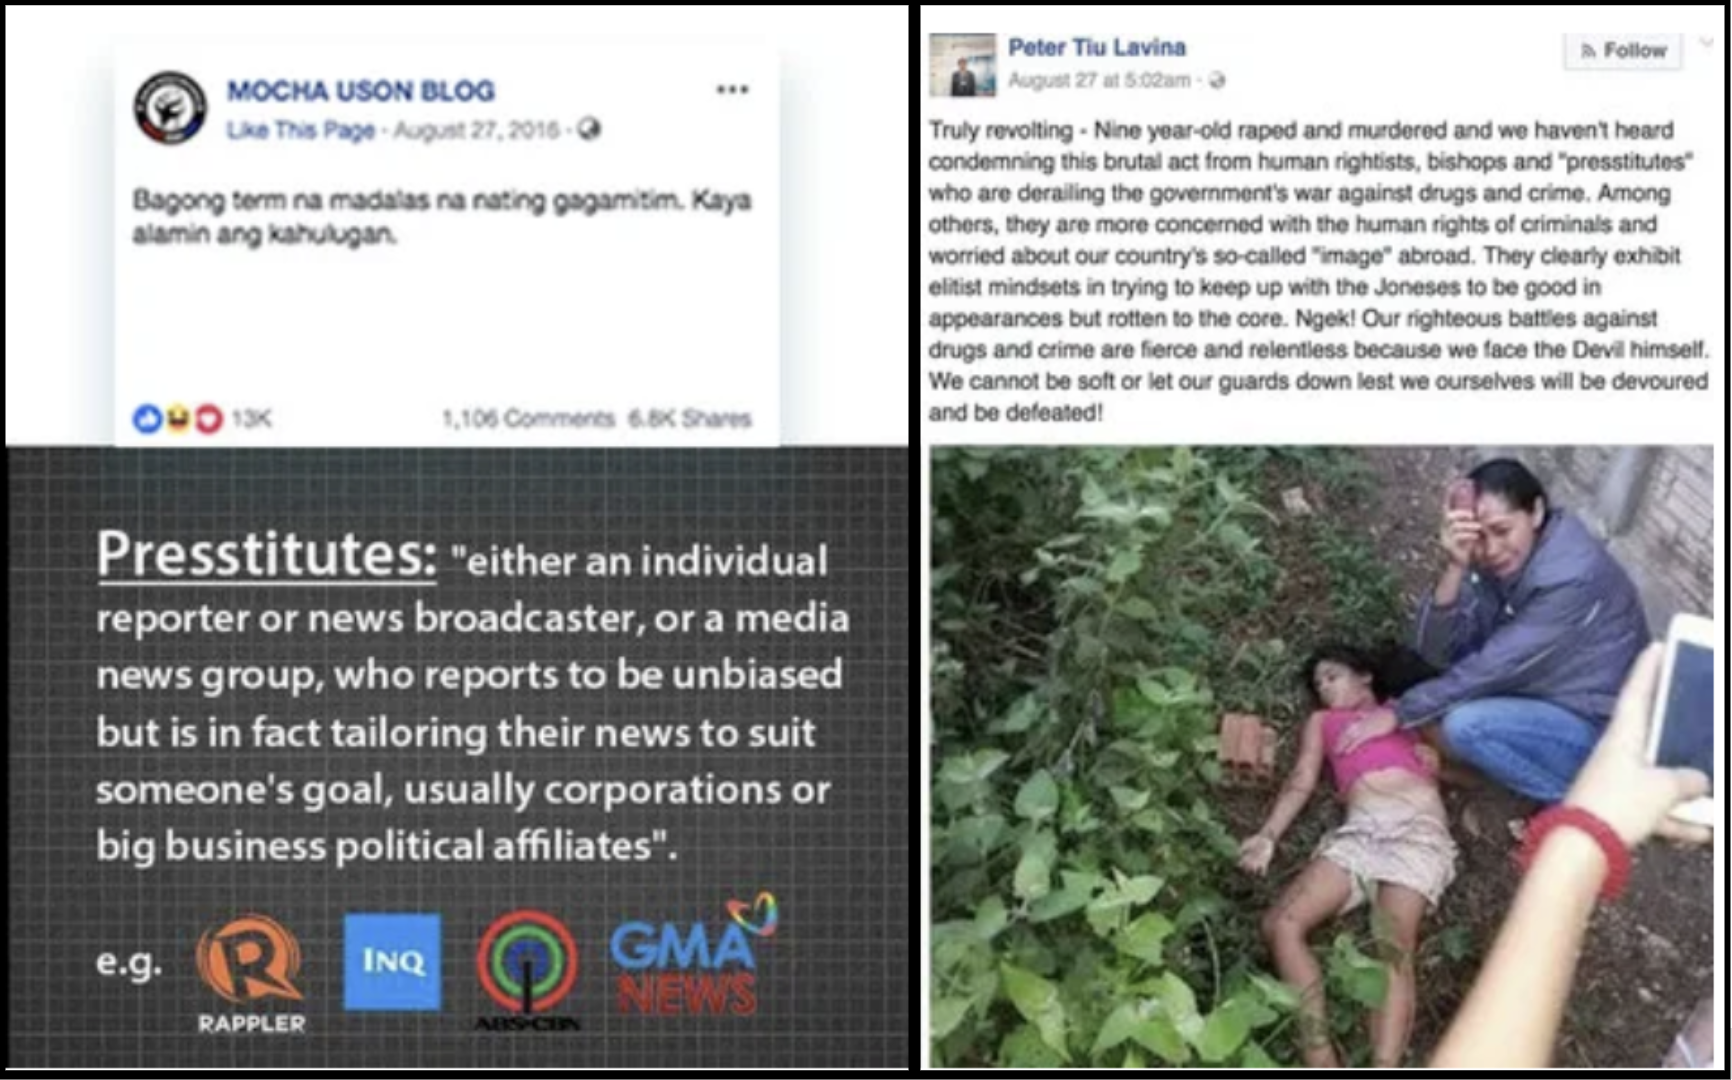 MOCHA USON BLOG
Like This Page · August 27, 2016 ·
Bagong term na madalas na nating gagamitim. Kaya
alamin ang kahulugan.
13K
1,106 Comments 6.8K Shares
Presstitutes: "either an individual
reporter or news broadcaster, or a media
news group, who reports to be unbiased
but is in fact tailoring their news to suit
someone's goal, usually corporations or
big business political affiliates".
e.g.
RAPPLER
INQ
ABS-CBN
GMA
NEWS
Peter Tiu Lavina
Follow
August 27 at 5:02am ·
Truly revolting - Nine year-old raped and murdered and we haven't heard
condemning this brutal act from human rightists, bishops and "presstitutes"
who are derailing the government's war against drugs and crime. Among
others, they are more concerned with the human rights of criminals and
worried about our country's so-called "image" abroad. They clearly exhibit
elitist mindsets in trying to keep up with the Joneses to be good in
appearances but rotten to the core. Ngek! Our righteous battles against
drugs and crime are fierce and relentless because we face the Devil himself.
We cannot be soft or let our guards down lest we ourselves will be devoured
and be defeated!